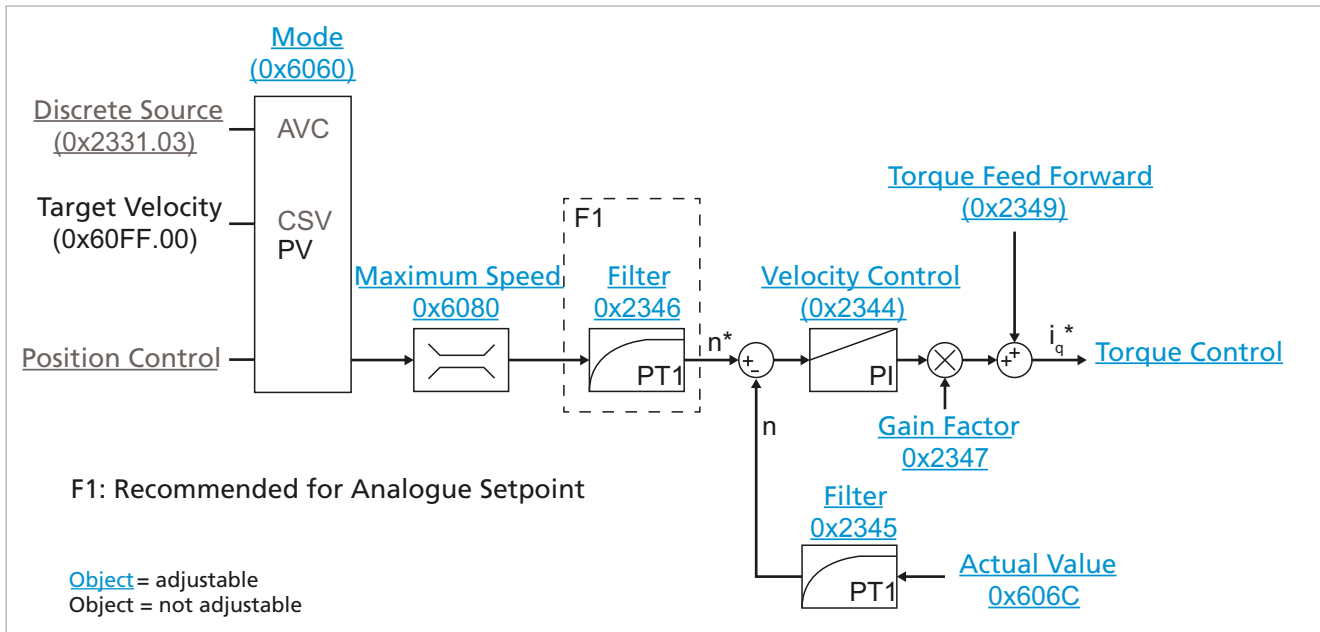 Mode
(0x6060)
Discrete Source
(0x2331.03)
AVC
Target Velocity
(0x60FF.00)
CSV
PV
Position Control
Maximum Speed
0x6080
F1
Filter
0x2346
PT1
n*
+
-
n
Velocity Control
(0x2344)
PI
Gain Factor
0x2347
Torque Feed Forward
(0x2349)
+
+
iq*
Torque Control
Filter
0x2345
PT1
Actual Value
0x606C
F1: Recommended for Analogue Setpoint
Object = adjustable
Object = not adjustable